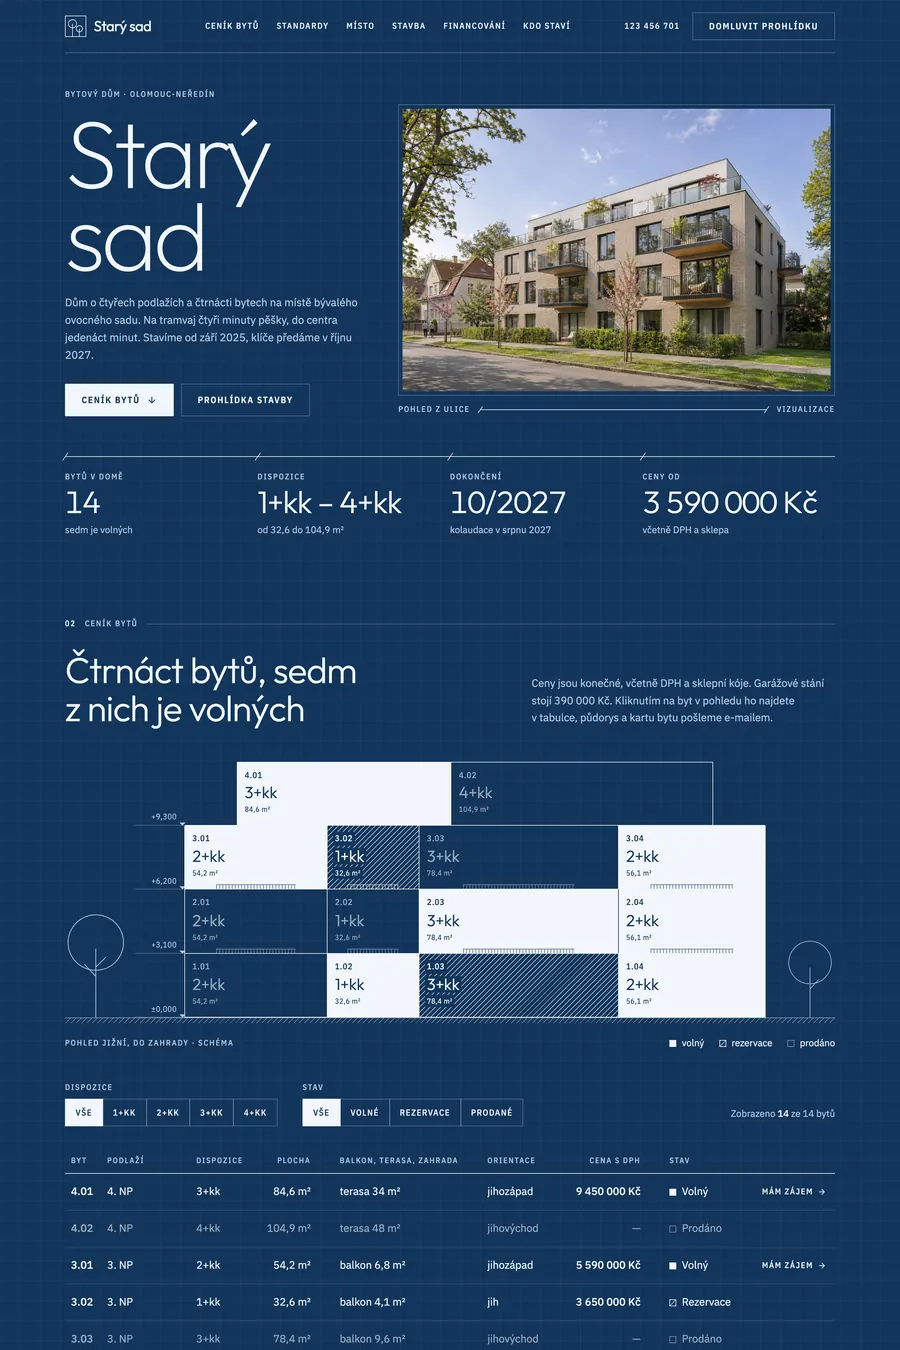 Starý sad
CENÍK BYTŮ STANDARDY MÍSTO STAVBA FINANCOVÁNÍ KDO STAVÍ
123 456 701
DOMLUVIT PROHLÍDKU
BYTOVÝ DŮM · OLOMOUC-NEŘEDÍN
Starý
sad
Dům o čtyřech podlažích a čtrnácti bytech na místě bývalého
ovocného sadu. Na tramvaj čtyři minuty pěšky, do centra
jedenáct minut. Stavíme od září 2025, klíče předáme v říjnu
2027.
CENÍK BYTŮ ↓
PROHLÍDKA STAVBY
POHLED Z ULICE
VIZUALIZACE
BYTŮ V DOMĚ
14
sedm je volných
DISPOZICE
1+kk – 4+kk
od 32,6 do 104,9 m²
DOKONČENÍ
10/2027
kolaudace v srpnu 2027
CENY OD
3 590 000 Kč
včetně DPH a sklepa
02 CENÍK BYTŮ
Čtrnáct bytů, sedm
z nich je volných
Ceny jsou konečné, včetně DPH a sklepní kóje. Garážové stání
stojí 390 000 Kč. Kliknutím na byt v pohledu ho najdete
v tabulce, půdorys a kartu bytu pošleme e-mailem.
4.01
3+kk
84,6 m²
4.02
4+kk
104,9 m²
+9,300
3.01
2+kk
54,2 m²
3.02
1+kk
32,6 m²
3.03
3+kk
78,4 m²
3.04
2+kk
56,1 m²
+6,200
2.01
2+kk
54,2 m²
2.02
1+kk
32,6 m²
2.03
3+kk
78,4 m²
2.04
2+kk
56,1 m²
+3,100
1.01
2+kk
54,2 m²
1.02
1+kk
32,6 m²
1.03
3+kk
78,4 m²
1.04
2+kk
56,1 m²
±0,000
POHLED JIŽNÍ, DO ZAHRADY · SCHÉMA
volný rezervace prodáno
DISPOZICE
VŠE 1+KK 2+KK 3+KK 4+KK
STAV
VŠE VOLNÉ REZERVACE PRODANÉ
Zobrazeno 14 ze 14 bytů
BYT PODLAŽÍ DISPOZICE PLOCHA BALKON, TERASA, ZAHRADA ORIENTACE CENA S DPH STAV
4.01 4. NP 3+kk 84,6 m² terasa 34 m² jihozápad 9 450 000 Kč Volný MÁM ZÁJEM →
4.02 4. NP 4+kk 104,9 m² terasa 48 m² jihovýchod — Prodáno
3.01 3. NP 2+kk 54,2 m² balkon 6,8 m² jihozápad 5 590 000 Kč Volný MÁM ZÁJEM →
3.02 3. NP 1+kk 32,6 m² balkon 4,1 m² jih 3 650 000 Kč Rezervace
3.03 3. NP 3+kk 78,4 m² balkon 9,6 m² jihovýchod — Prodáno